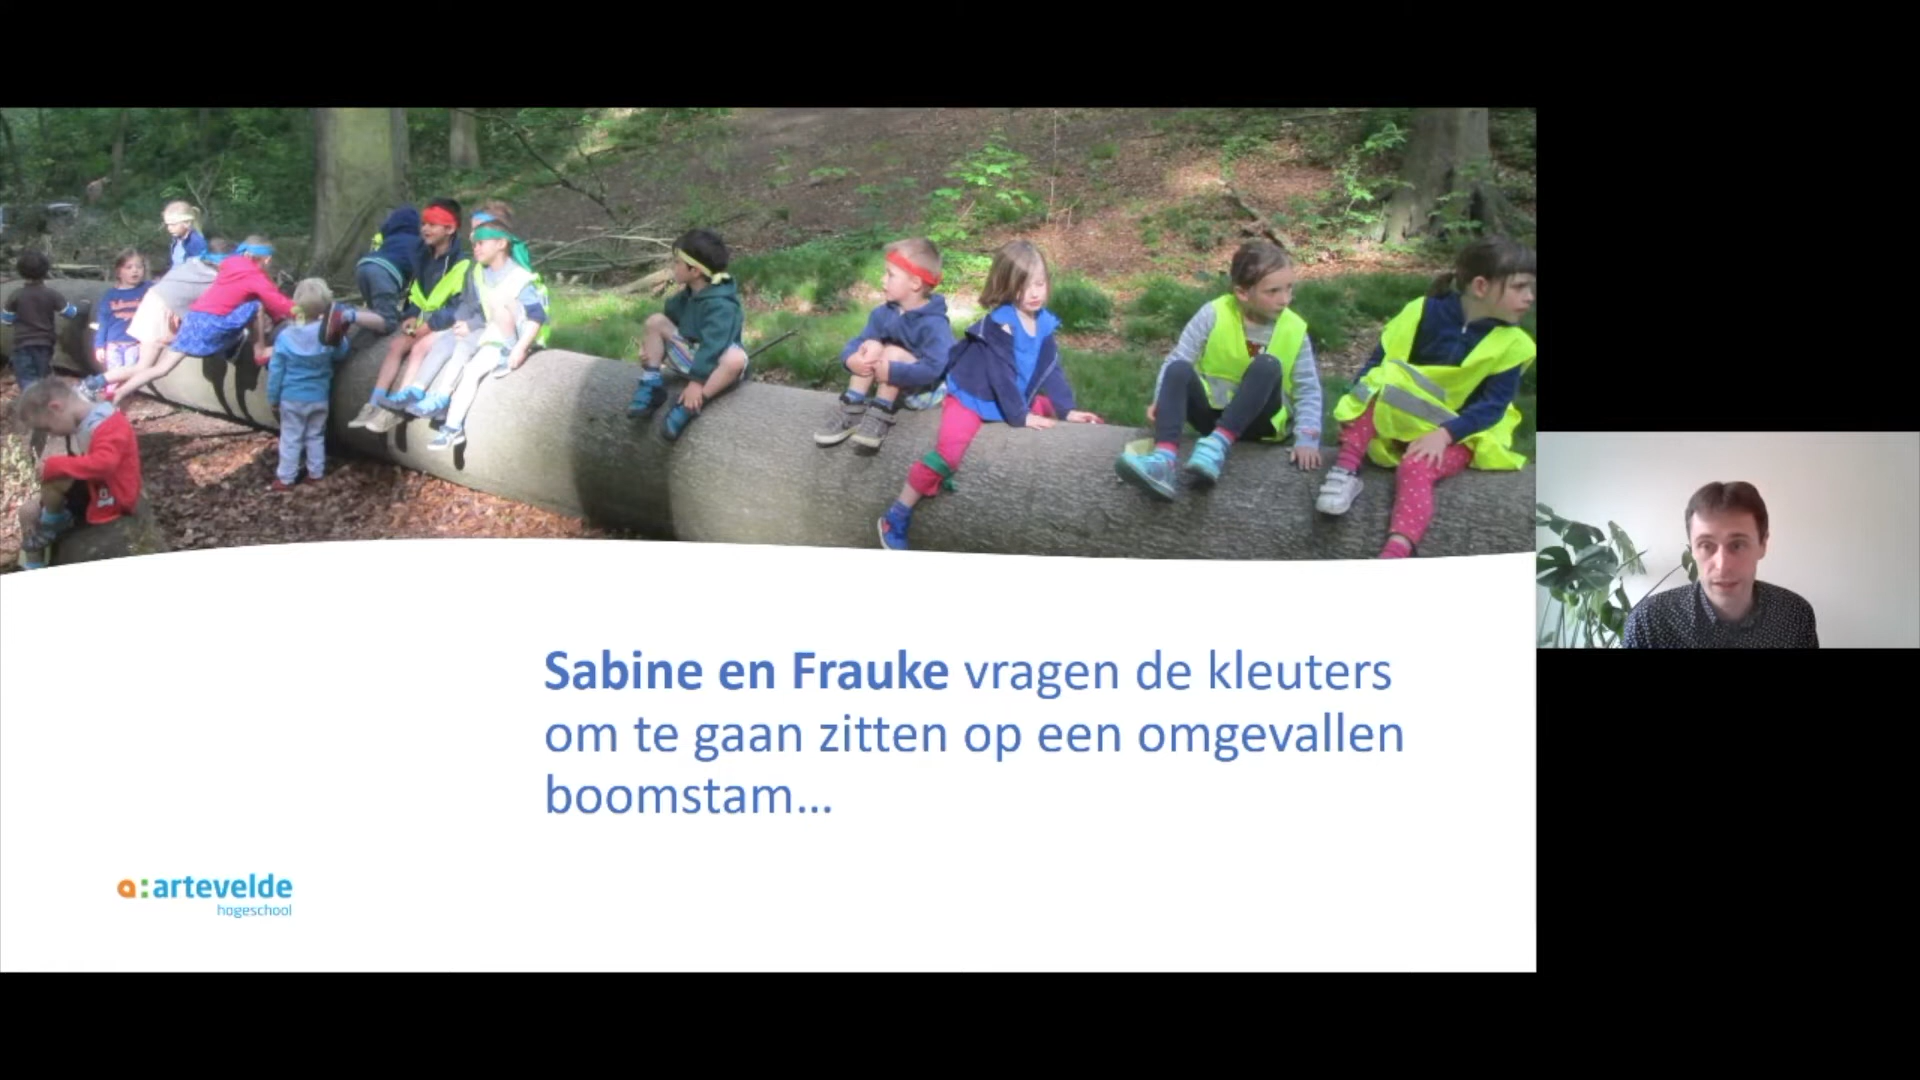 Sabine en Frauke vragen de kleuters
om te gaan zitten op een omgevallen
boomstam...
a:artevelde
hogeschool